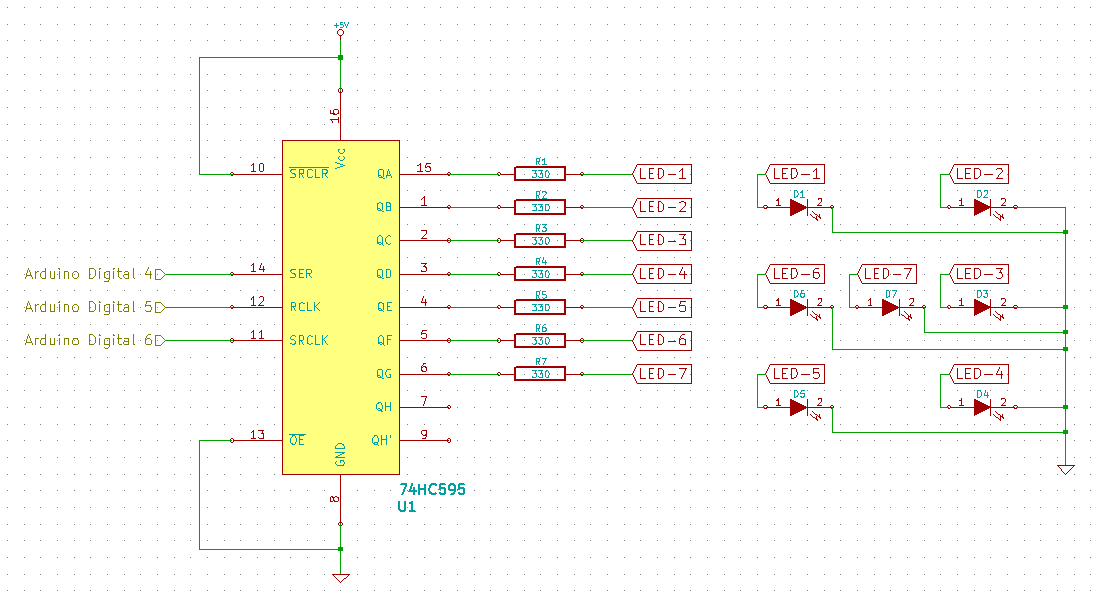 +5V
16
Vcc
10 SRCLR QA 15 R1 330 LED-1
QB 1 R2 330 LED-2
QC 2 R3 330 LED-3
Arduino Digital 4 14 SER QD 3 R4 330 LED-4
Arduino Digital 5 12 RCLK QE 4 R5 330 LED-5
Arduino Digital 6 11 SRCLK QF 5 R6 330 LED-6
QG 6 R7 330 LED-7
QH 7
13 OE QH' 9
GND
8
74HC595
U1
LED-1 LED-2
D1 D2
1 2 1 2
LED-6 LED-7 LED-3
D6 D7 D3
1 2 1 2 1 2
LED-5 LED-4
D5 D4
1 2 1 2